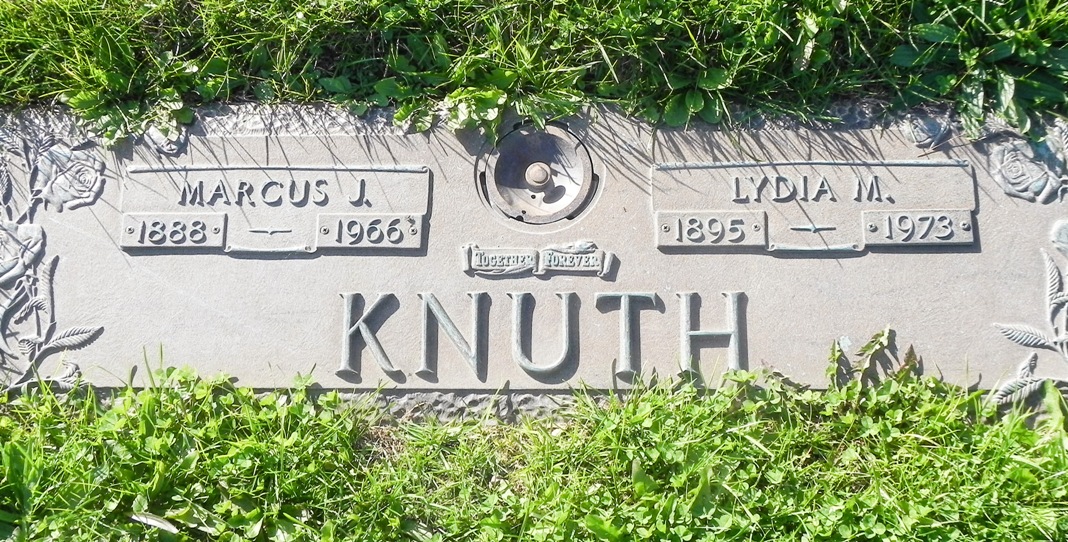 MARCUS J.
1888 1966
LYDIA M.
1895 1973
TOGETHER FOREVER
KNUTH